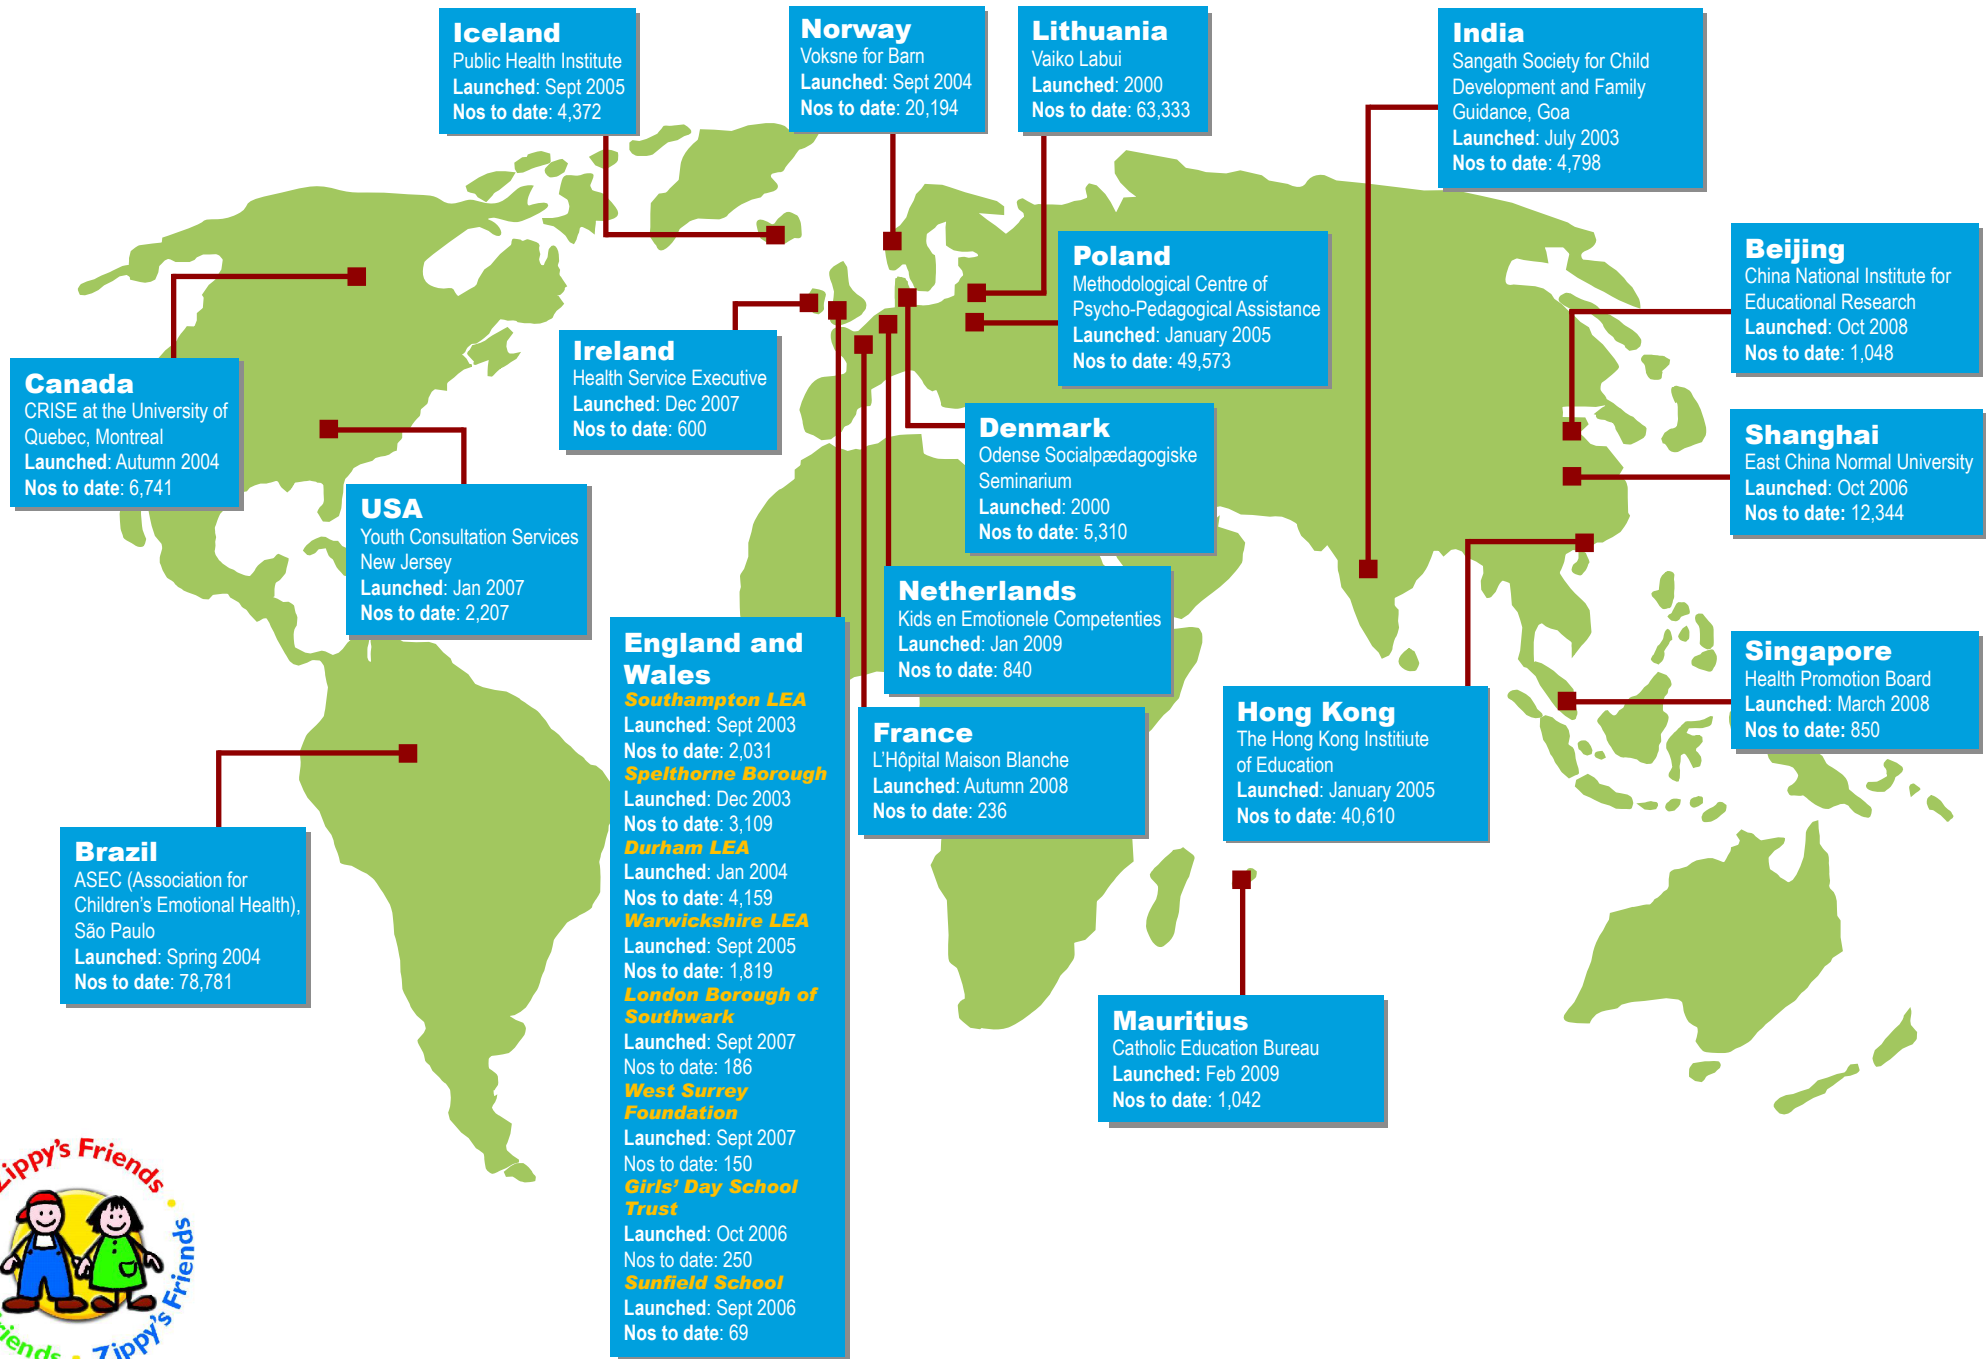 Iceland
Public Health Institute
Launched: Sept 2005
Nos to date: 4,372
Norway
Voksne for Barn
Launched: Sept 2004
Nos to date: 20,194
Lithuania
Vaiko Labui
Launched: 2000
Nos to date: 63,333
India
Sangath Society for Child
Development and Family
Guidance, Goa
Launched: July 2003
Nos to date: 4,798
Poland
Methodological Centre of
Psycho-Pedagogical Assistance
Launched: January 2005
Nos to date: 49,573
Beijing
China National Institute for
Educational Research
Launched: Oct 2008
Nos to date: 1,048
Ireland
Health Service Executive
Launched: Dec 2007
Nos to date: 600
Canada
CRISE at the University of
Quebec, Montreal
Launched: Autumn 2004
Nos to date: 6,741
Denmark
Odense Socialpædagogiske
Seminarium
Launched: 2000
Nos to date: 5,310
Shanghai
East China Normal University
Launched: Oct 2006
Nos to date: 12,344
USA
Youth Consultation Services
New Jersey
Launched: Jan 2007
Nos to date: 2,207
Netherlands
Kids en Emotionele Competenties
Launched: Jan 2009
Nos to date: 840
England and
Wales
Southampton LEA
Launched: Sept 2003
Nos to date: 2,031
Spelthorne Borough
Launched: Dec 2003
Nos to date: 3,109
Durham LEA
Launched: Jan 2004
Nos to date: 4,159
Warwickshire LEA
Launched: Sept 2005
Nos to date: 1,819
London Borough of
Southwark
Launched: Sept 2007
Nos to date: 186
West Surrey
Foundation
Launched: Sept 2007
Nos to date: 150
Girls' Day School
Trust
Launched: Oct 2006
Nos to date: 250
Sunfield School
Launched: Sept 2006
Nos to date: 69
Singapore
Health Promotion Board
Launched: March 2008
Nos to date: 850
Hong Kong
The Hong Kong Institiute
of Education
Launched: January 2005
Nos to date: 40,610
France
L'Hôpital Maison Blanche
Launched: Autumn 2008
Nos to date: 236
Brazil
ASEC (Association for
Children's Emotional Health),
São Paulo
Launched: Spring 2004
Nos to date: 78,781
Mauritius
Catholic Education Bureau
Launched: Feb 2009
Nos to date: 1,042
Zippy's Friends •
Zippy's Friends •